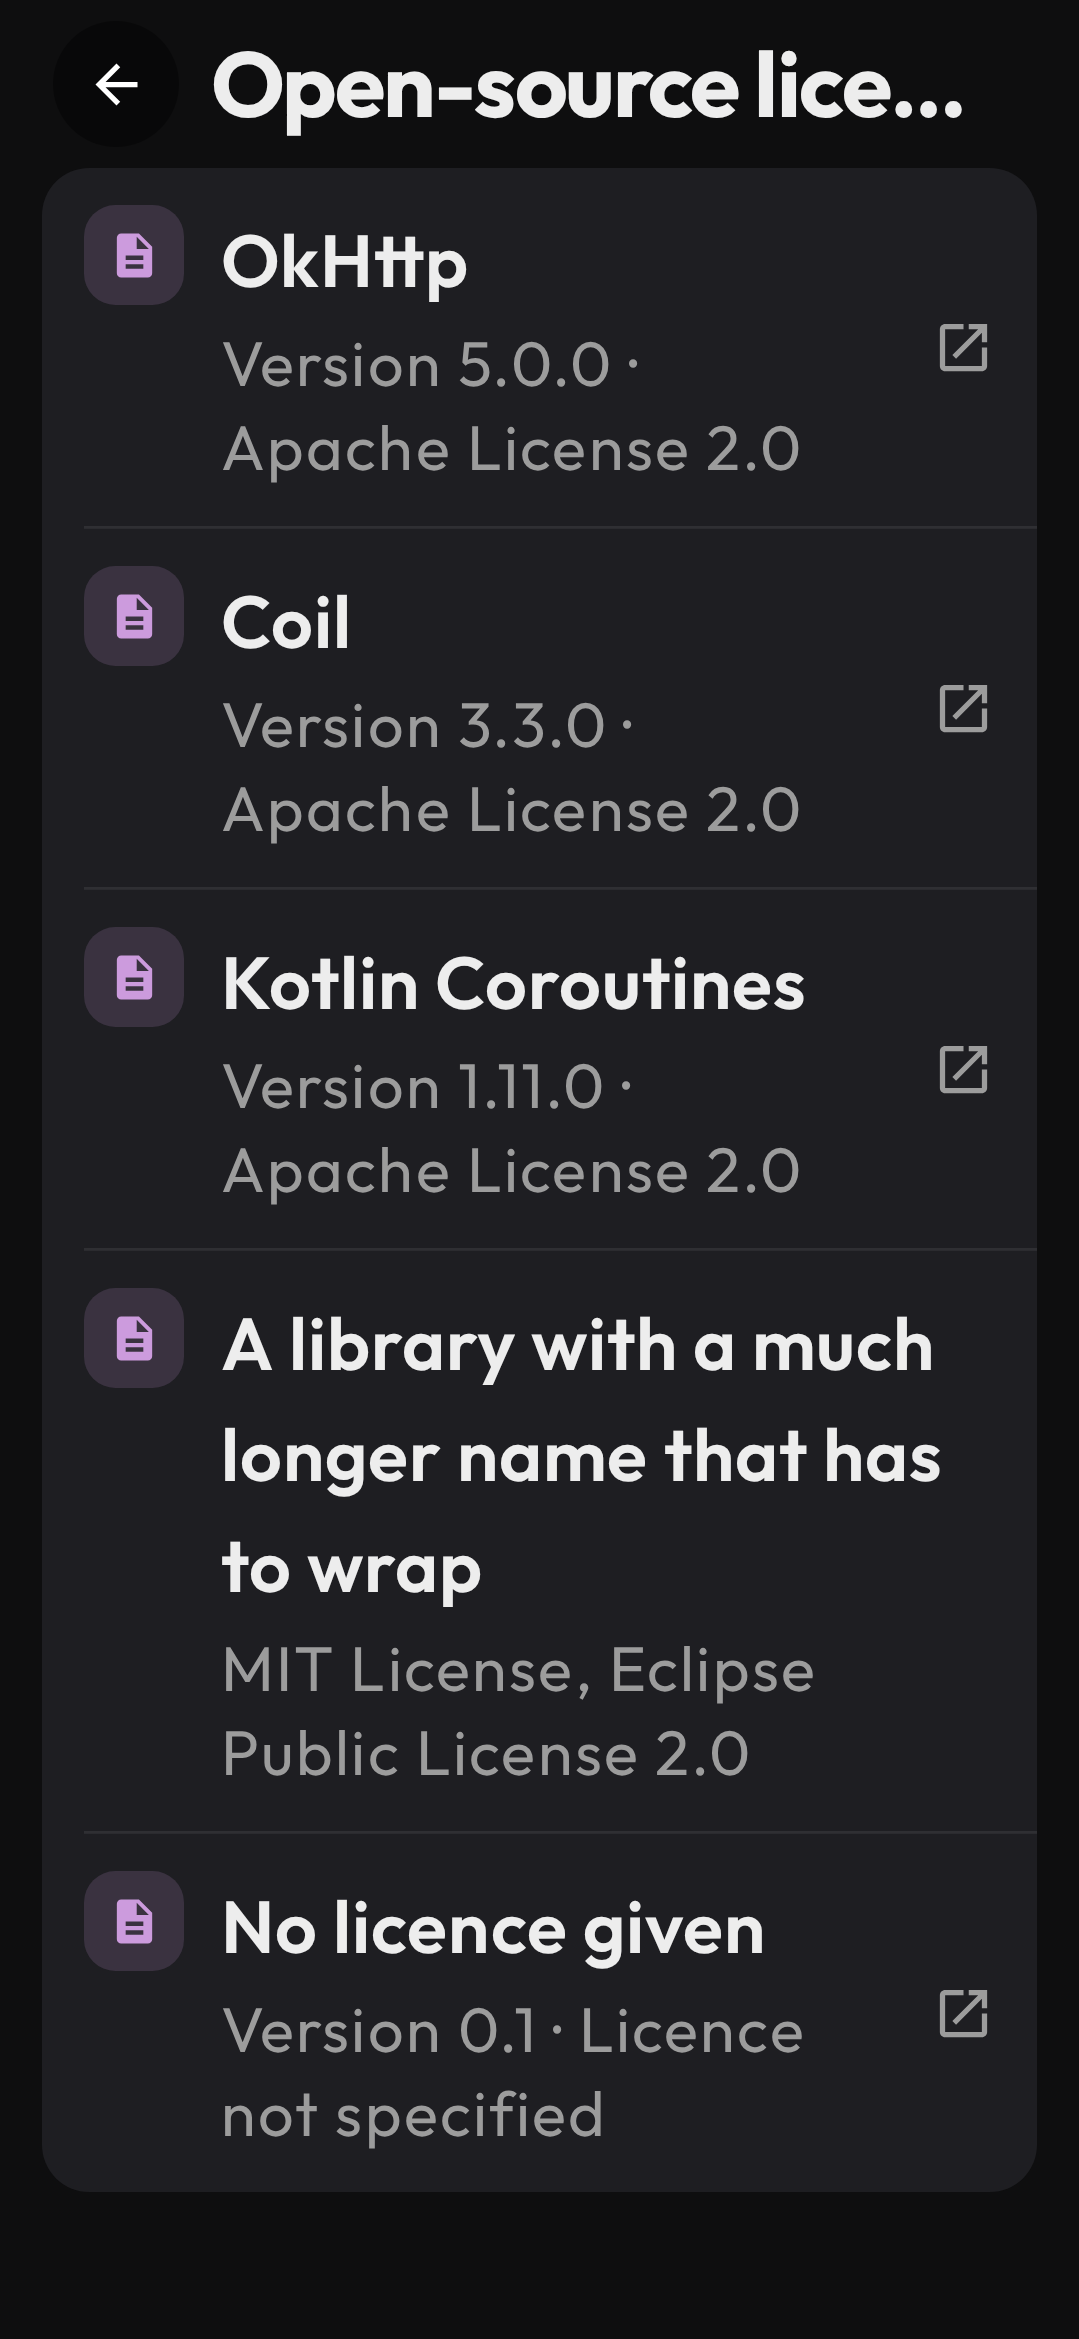 Open-source lice...
OkHttp
Version 5.0.0 ·
Apache License 2.0
Coil
Version 3.3.0 ·
Apache License 2.0
Kotlin Coroutines
Version 1.11.0 ·
Apache License 2.0
A library with a much
longer name that has
to wrap
MIT License, Eclipse
Public License 2.0
No licence given
Version 0.1 · Licence
not specified